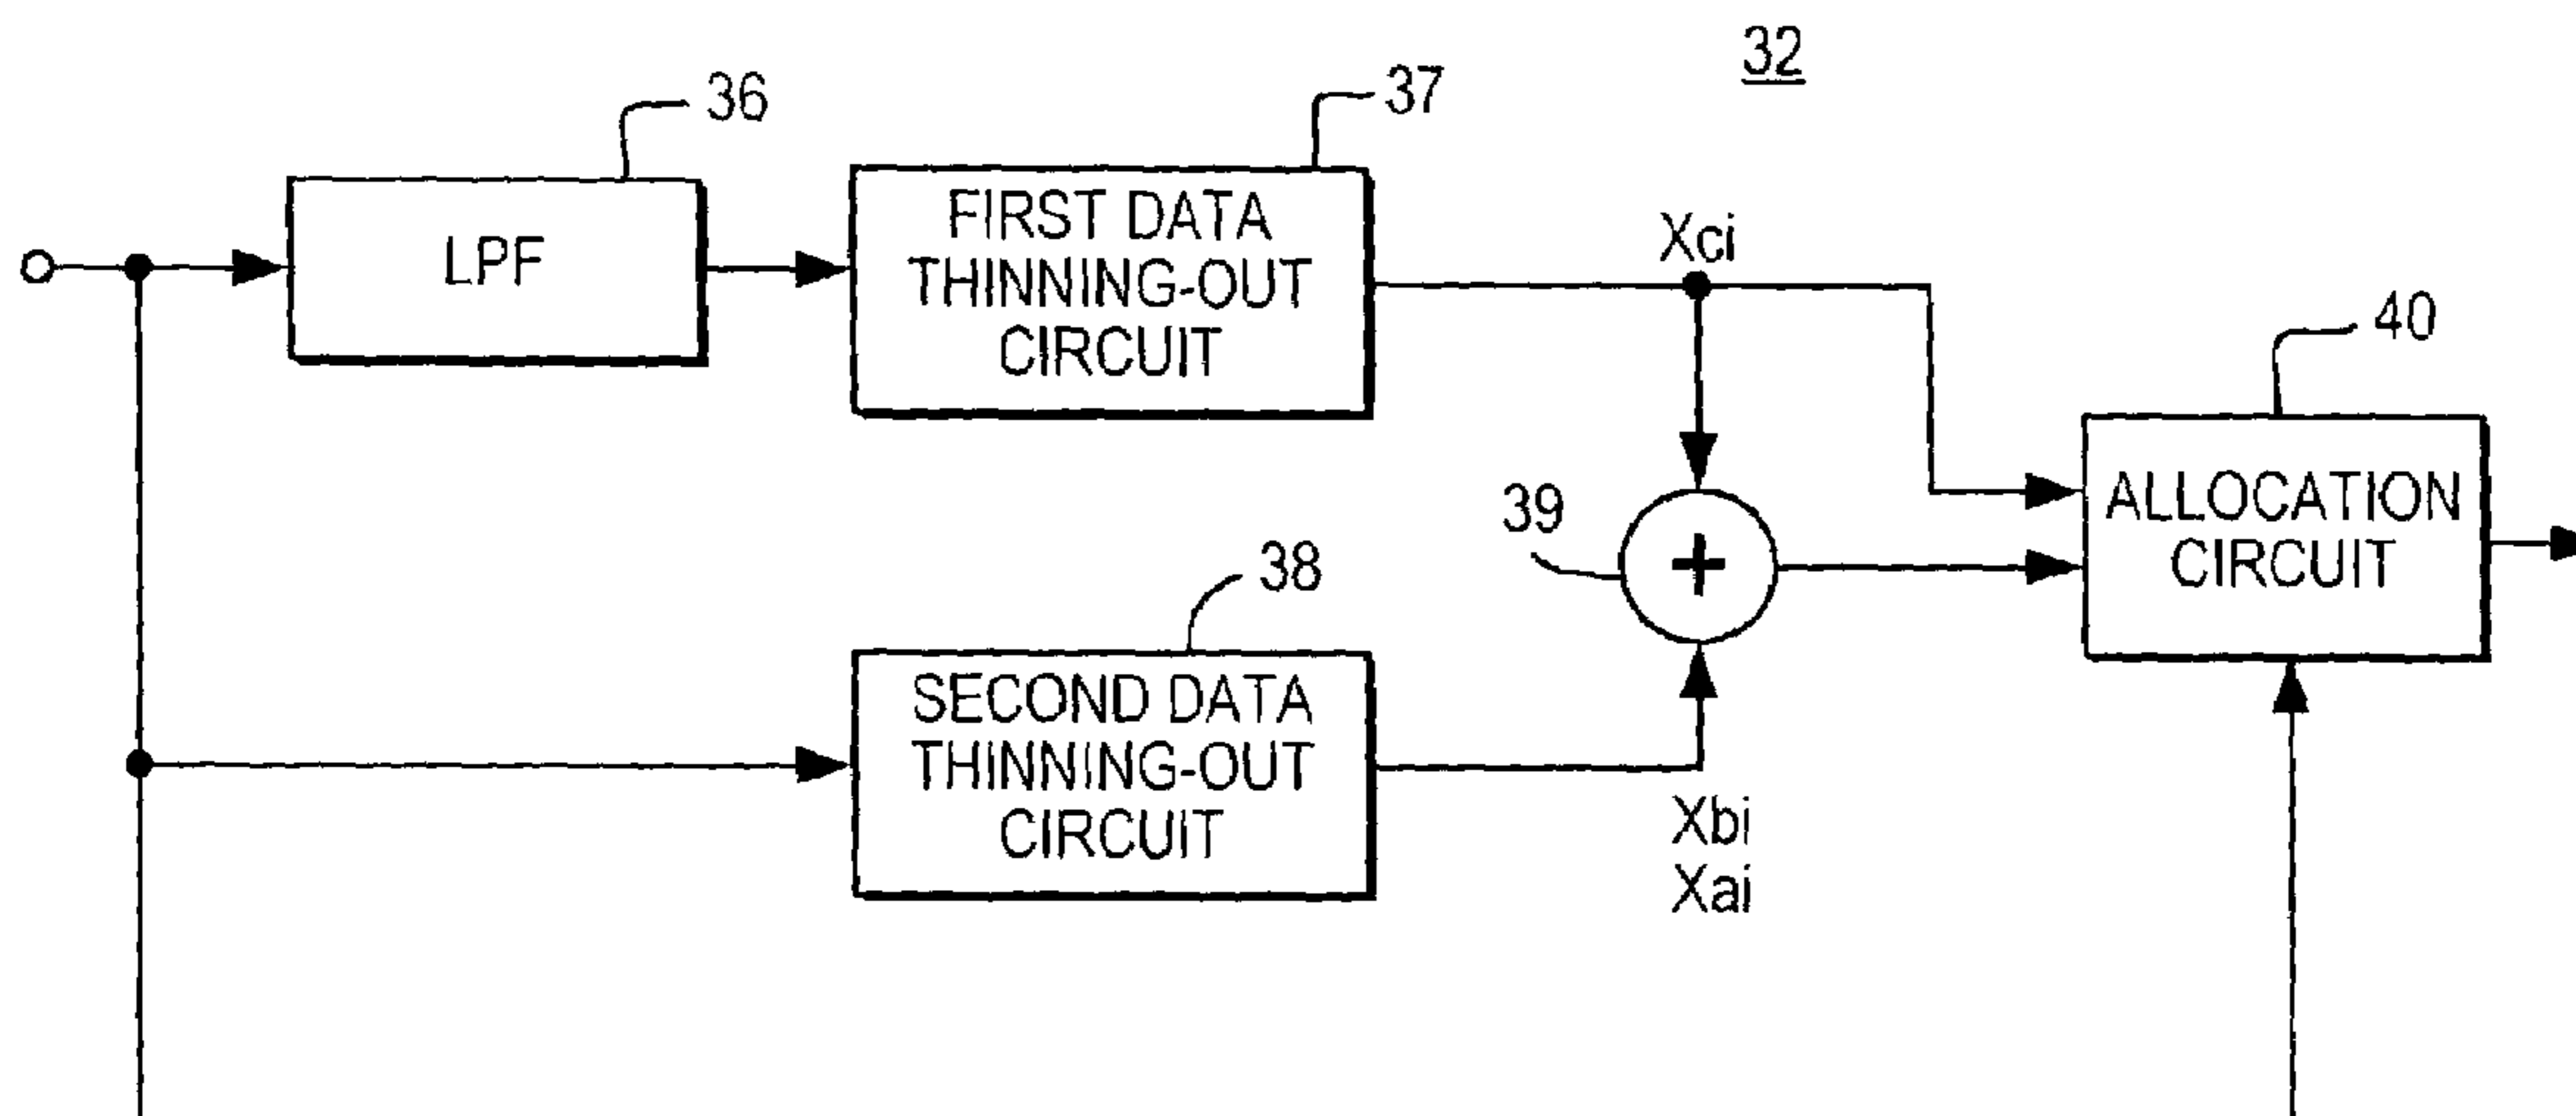 32
36
37
LPF
FIRST DATA
THINNING-OUT
CIRCUIT
Xci
40
39
+
ALLOCATION
CIRCUIT
38
SECOND DATA
THINNING-OUT
CIRCUIT
Xbi
Xai